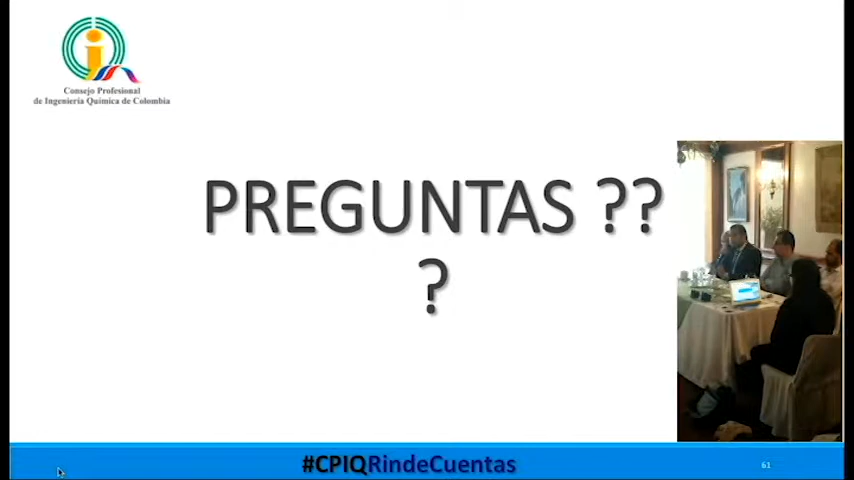 Consejo Profesional
de Ingeniería Química de Colombia
PREGUNTAS ??
?
#CPIQRindeCuentas
61